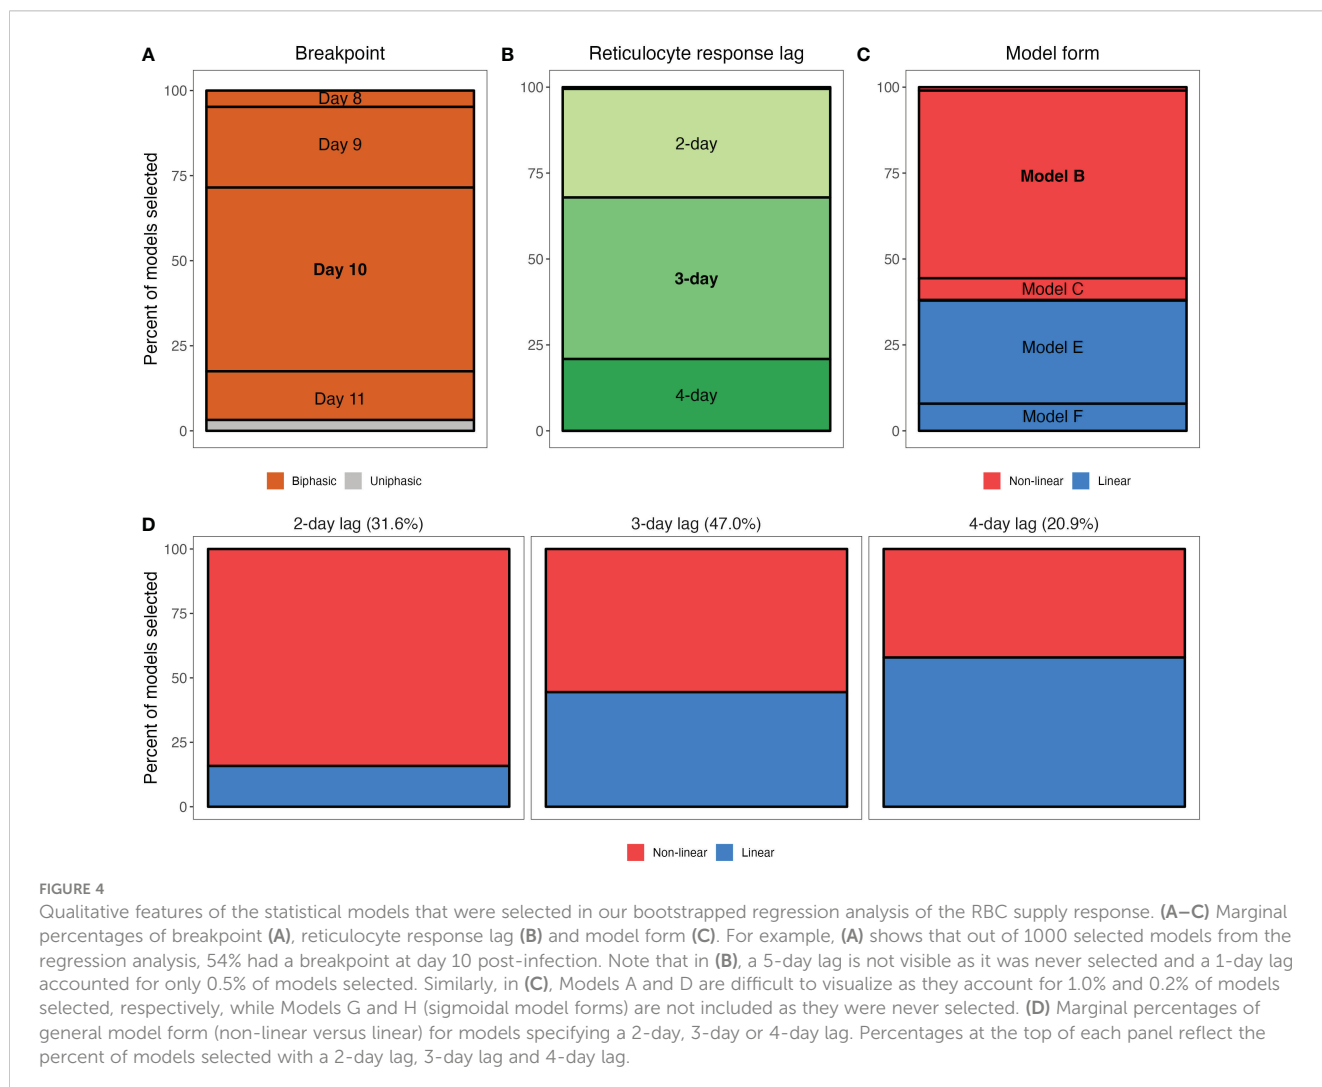 A Breakpoint
B Reticulocyte response lag
C Model form
Percent of models selected
100
75
50
25
0
Day 8
Day 9
Day 10
Day 11
Biphasic Uniphasic
100
75
50
25
0
2-day
3-day
4-day
100
75
50
25
0
Model B
Model C
Model E
Model F
Non-linear Linear
D 2-day lag (31.6%) 3-day lag (47.0%) 4-day lag (20.9%)
Percent of models selected
100
75
50
25
0
Non-linear Linear
FIGURE 4
Qualitative features of the statistical models that were selected in our bootstrapped regression analysis of the RBC supply response. (A–C) Marginal
percentages of breakpoint (A), reticulocyte response lag (B) and model form (C). For example, (A) shows that out of 1000 selected models from the
regression analysis, 54% had a breakpoint at day 10 post-infection. Note that in (B), a 5-day lag is not visible as it was never selected and a 1-day lag
accounted for only 0.5% of models selected. Similarly, in (C), Models A and D are difficult to visualize as they account for 1.0% and 0.2% of models
selected, respectively, while Models G and H (sigmoidal model forms) are not included as they were never selected. (D) Marginal percentages of
general model form (non-linear versus linear) for models specifying a 2-day, 3-day or 4-day lag. Percentages at the top of each panel reflect the
percent of models selected with a 2-day lag, 3-day lag and 4-day lag.